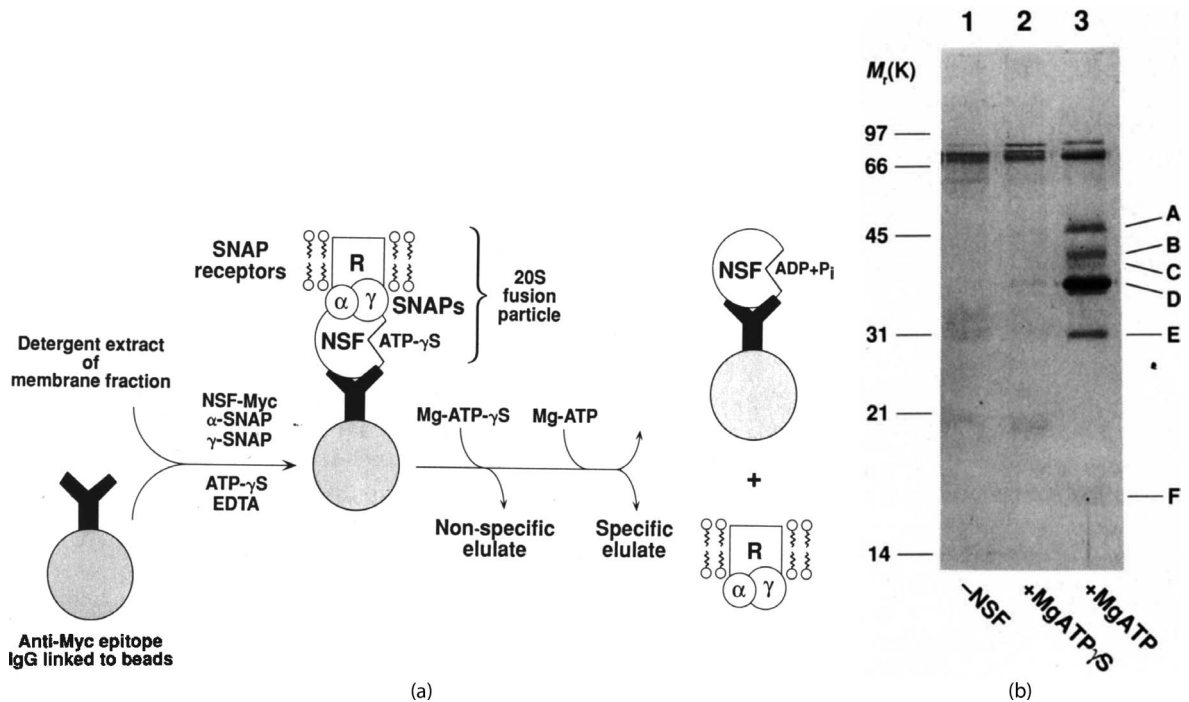 SNAP
receptors
R
α
γ
SNAPs
NSF
ATP-γS
20S
fusion
particle
Detergent extract
of
membrane fraction
NSF-Myc
α-SNAP
γ-SNAP
ATP-γS
EDTA
Anti-Myc epitope
IgG linked to beads
Mg-ATP-γS
Mg-ATP
Non-specific
elulate
Specific
elulate
NSF
ADP+Pi
+
R
α
γ
(a)
1 2 3
Mr(K)
97
66
45
31
21
14
A
B
C
D
E
F
–NSF
+MgATPγS
+MgATP
(b)